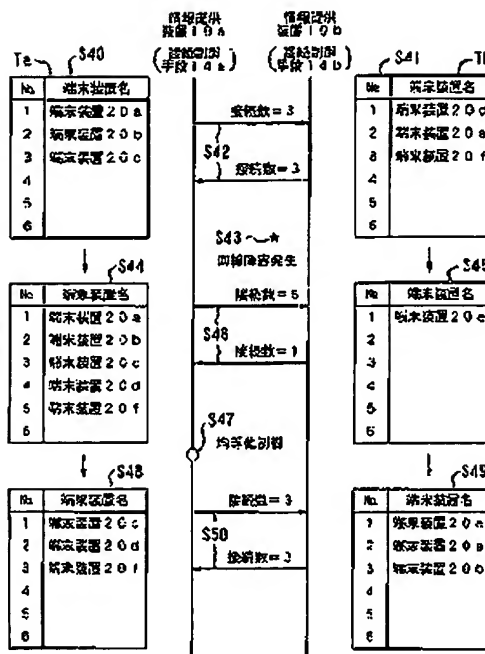 情報提供 情報提供
装置10a 装置10b
(接続制御 (接続制御
手段14a) 手段14b)
Ta S40
No. 端末装置名
1 端末装置20a
2 端末装置20b
3 端末装置20c
4
5
6
S41
No. 端末装置名
1 端末装置20d
2 端末装置20e
3 端末装置20f
4
5
6
接続数=3
S42
接続数=3
S43
回線障害発生
S44
No. 端末装置名
1 端末装置20a
2 端末装置20b
3 端末装置20c
4 端末装置20d
5 端末装置20f
6
No. 端末装置名
1 端末装置20e
2
3
4
5
6
接続数=5
接続数=1
S47
均等化制御
No. 端末装置名
1 端末装置20c
2 端末装置20d
3 端末装置20f
4
5
6
S49
No. 端末装置名
1 端末装置20e
2 端末装置20a
3 端末装置20b
4
5
6
接続数=3
S50
接続数=3